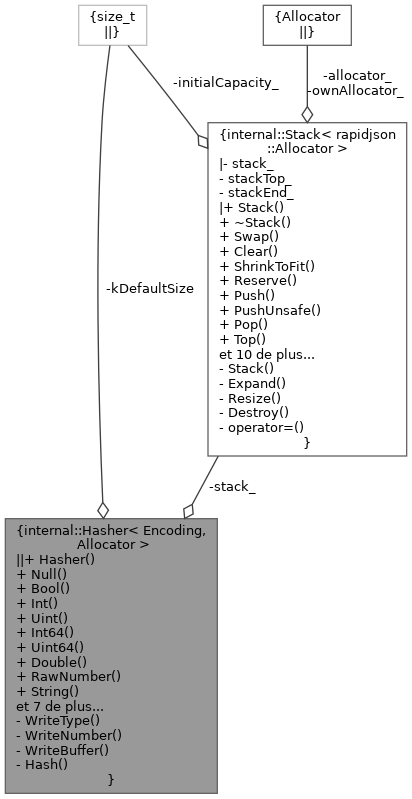 {size_t
||}
{Allocator
||}
-initialCapacity_
-allocator_
-ownAllocator_
{internal::Stack< rapidjson
::Allocator >
|- stack_
- stackTop_
- stackEnd_
|+ Stack()
+ ~Stack()
+ Swap()
+ Clear()
+ ShrinkToFit()
+ Reserve()
+ Push()
+ PushUnsafe()
+ Pop()
+ Top()
et 10 de plus...
- Stack()
- Expand()
- Resize()
- Destroy()
- operator=()
}
-kDefaultSize
-stack_
{internal::Hasher< Encoding,
Allocator >
||+ Hasher()
+ Null()
+ Bool()
+ Int()
+ Uint()
+ Int64()
+ Uint64()
+ Double()
+ RawNumber()
+ String()
et 7 de plus...
- WriteType()
- WriteNumber()
- WriteBuffer()
- Hash()
}